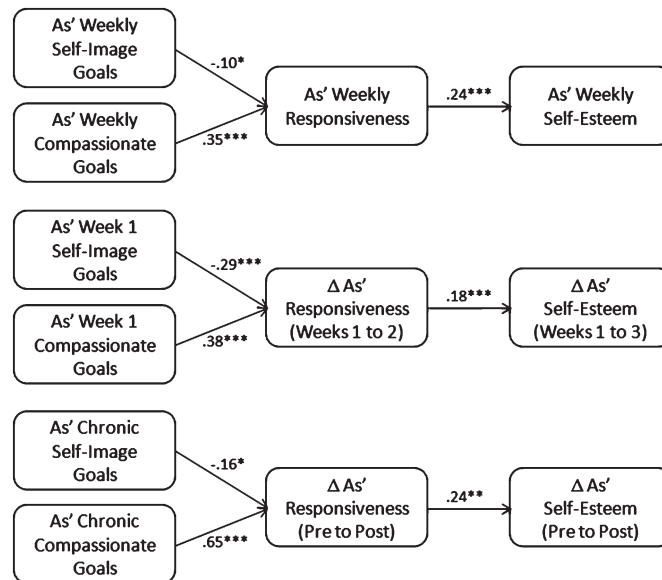 As' Weekly
Self-Image
Goals
-.10*
As' Weekly
Compassionate
Goals
.35***
As' Weekly
Responsiveness
.24***
As' Weekly
Self-Esteem
As' Week 1
Self-Image
Goals
-.29***
As' Week 1
Compassionate
Goals
.38***
Δ As'
Responsiveness
(Weeks 1 to 2)
.18***
Δ As'
Self-Esteem
(Weeks 1 to 3)
As' Chronic
Self-Image
Goals
-.16*
As' Chronic
Compassionate
Goals
.65***
Δ As'
Responsiveness
(Pre to Post)
.24**
Δ As'
Self-Esteem
(Pre to Post)